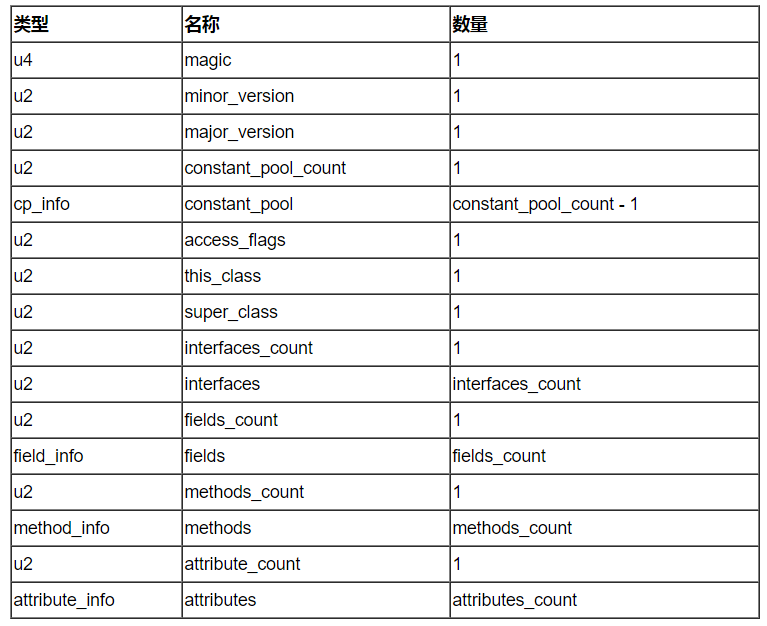 类型 名称 数量
u4 magic 1
u2 minor_version 1
u2 major_version 1
u2 constant_pool_count 1
cp_info constant_pool constant_pool_count - 1
u2 access_flags 1
u2 this_class 1
u2 super_class 1
u2 interfaces_count 1
u2 interfaces interfaces_count
u2 fields_count 1
field_info fields fields_count
u2 methods_count 1
method_info methods methods_count
u2 attribute_count 1
attribute_info attributes attributes_count